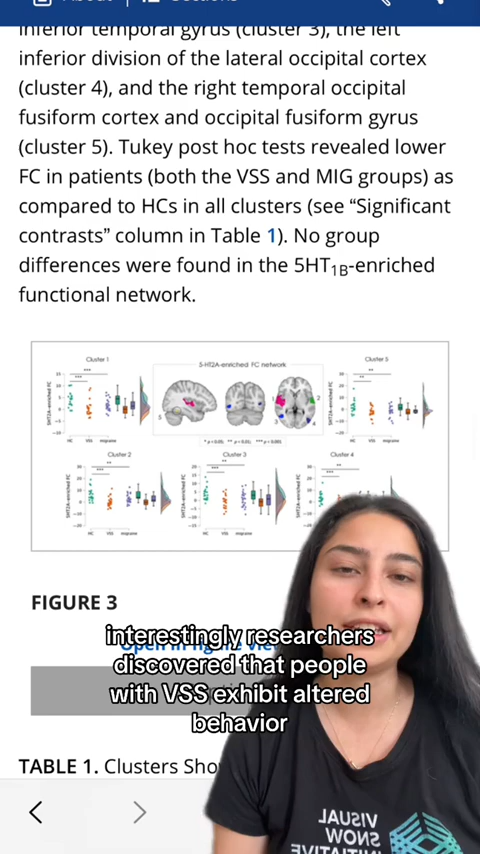 inferior temporal gyrus (cluster 3), the left
inferior division of the lateral occipital cortex
(cluster 4), and the right temporal occipital
fusiform cortex and occipital fusiform gyrus
(cluster 5). Tukey post hoc tests revealed lower
FC in patients (both the VSS and MIG groups) as
compared to HCs in all clusters (see “Significant
contrasts” column in Table 1). No group
differences were found in the 5HT1B-enriched
functional network.
Cluster 1
5-HT2A-enriched FC network
Cluster 5
Cluster 2
Cluster 3
Cluster 4
FIGURE 3
interestingly researchers
discovered that people
with VSS exhibit altered
behavior
TABLE 1. Clusters Sho
VISUAL
SNOW